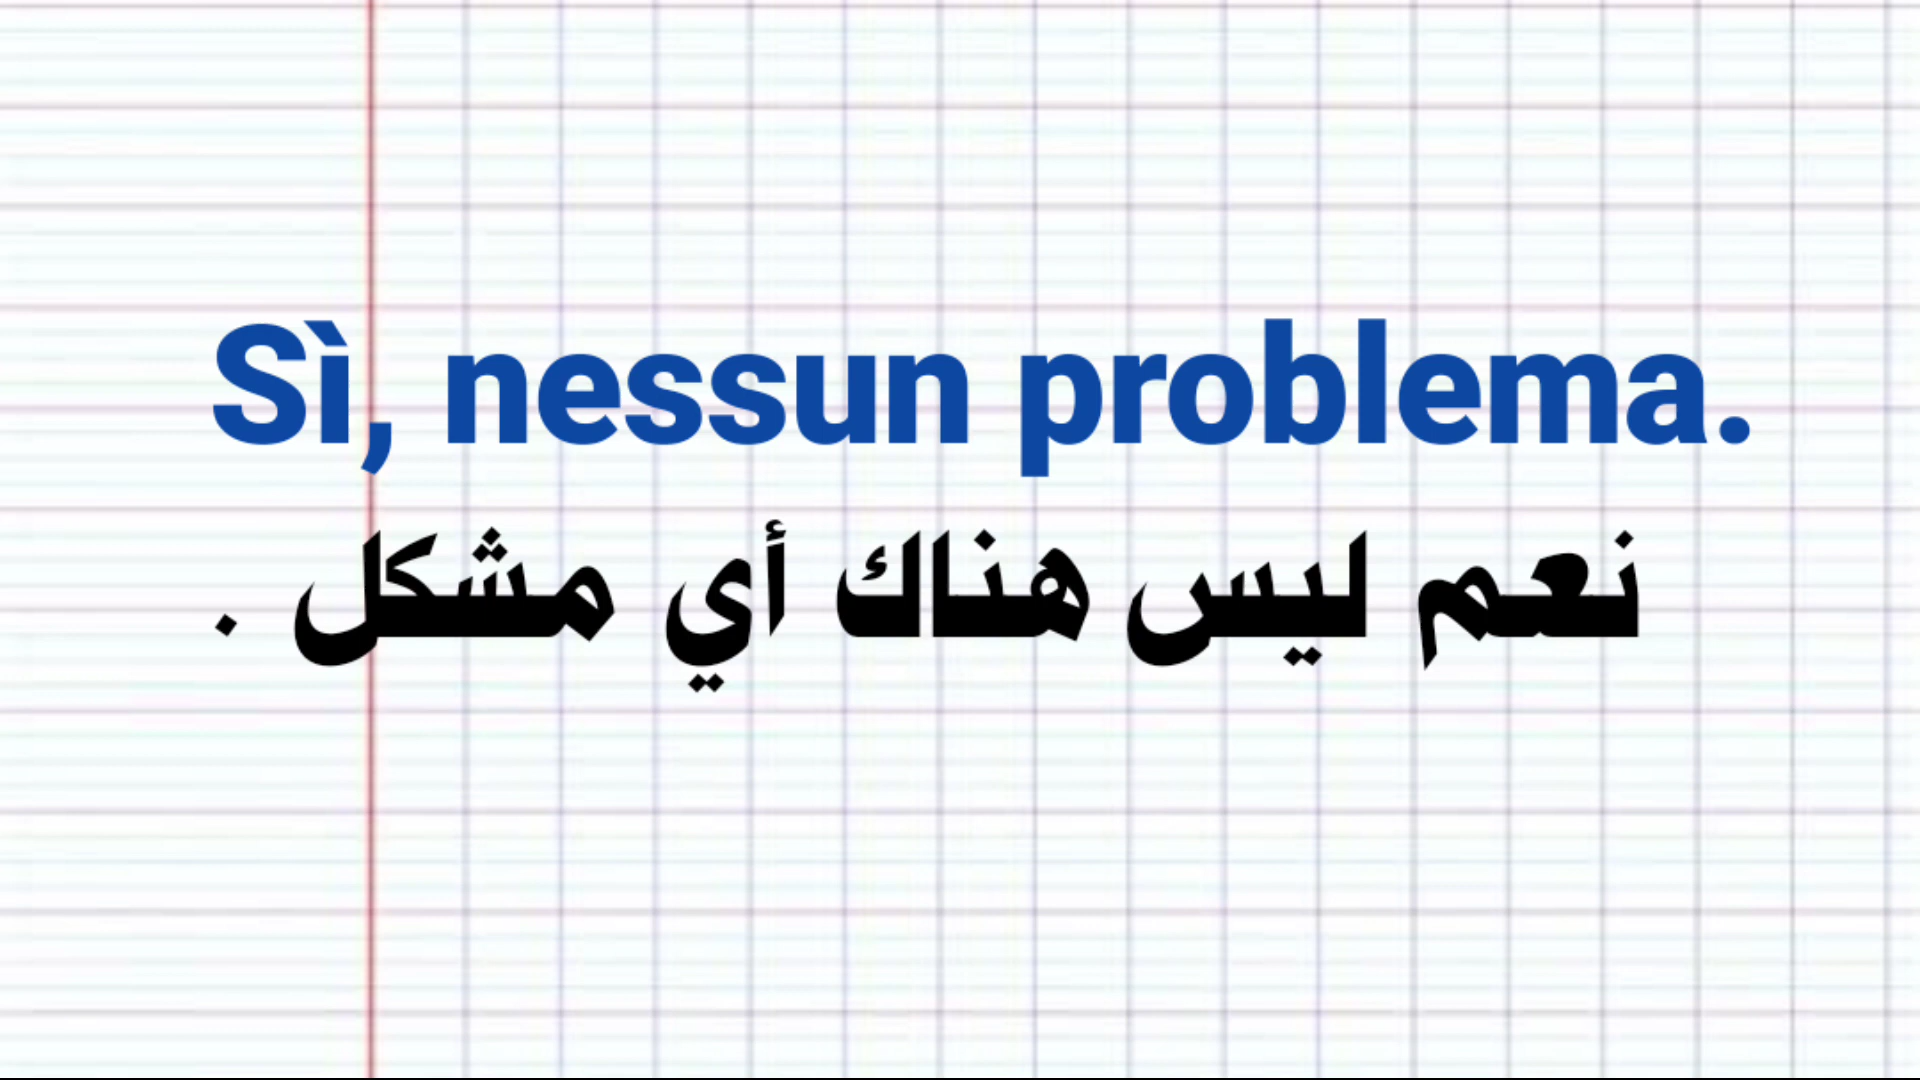 Sì, nessun problema.
نعم ليس هناك أي مشكل .